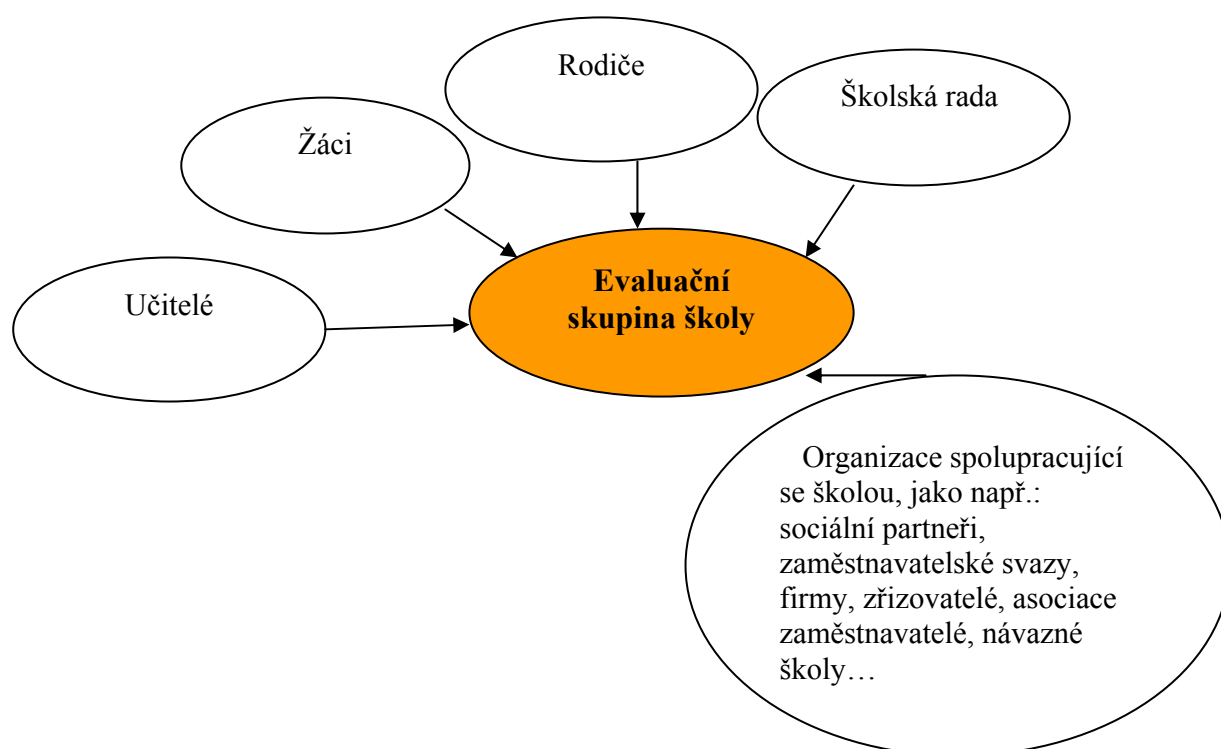 Rodiče
Školská rada
Žáci
Učitelé
Evaluační
skupina školy
Organizace spolupracující
se školou, jako např.:
sociální partneři,
zaměstnavatelské svazy,
firmy, zřizovatelé, asociace
zaměstnavatelé, návazné
školy…